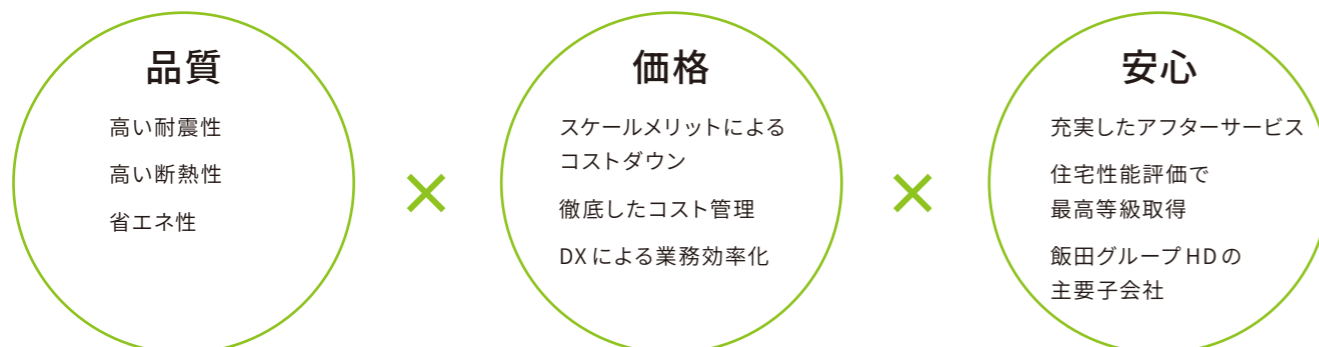 品質
高い耐震性
高い断熱性
省エネ性
×
価格
スケールメリットによる
コストダウン
徹底したコスト管理
DXによる業務効率化
×
安心
充実したアフターサービス
住宅性能評価で
最高等級取得
飯田グループHDの
主要子会社